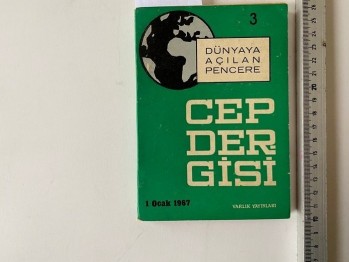 3
DÜNYAYA
AÇILAN
PENCERE
CEP
DER
GİSİ
1 Ocak 1967
VARLIK YAYINLARI